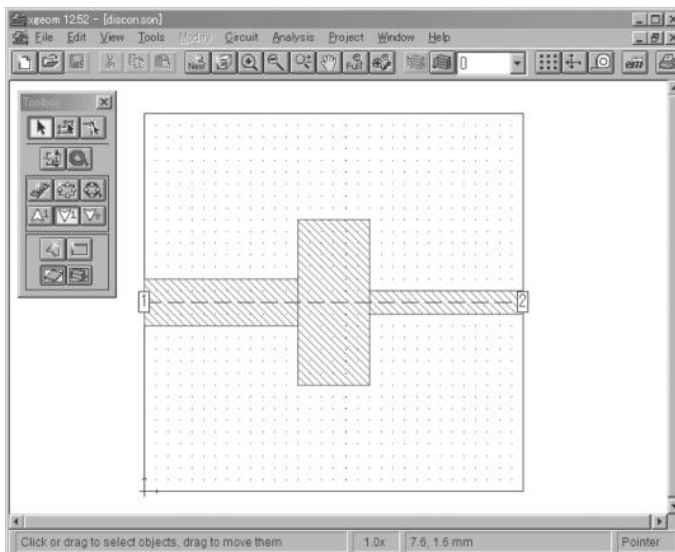 xgeom 12.52 - [discon.son]
File Edit View Tools Modify Circuit Analysis Project Window Help
New Full 0 em
Toolbox
1 2
Click or drag to select objects, drag to move them 1.0x 7.6, 1.6 mm Pointer